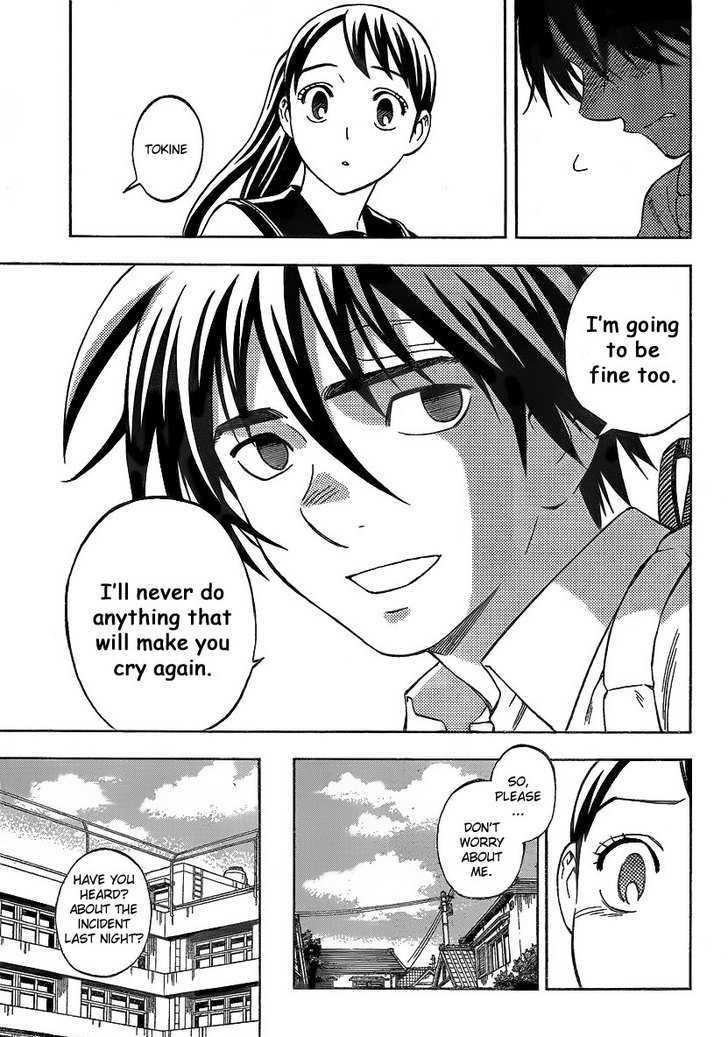 TOKINE
I'm going
to be
fine too.
I'll never do
anything that
will make you
cry again.
SO,
PLEASE
...
DON'T
WORRY
ABOUT
ME.
HAVE YOU
HEARD?
ABOUT THE
INCIDENT
LAST NIGHT?